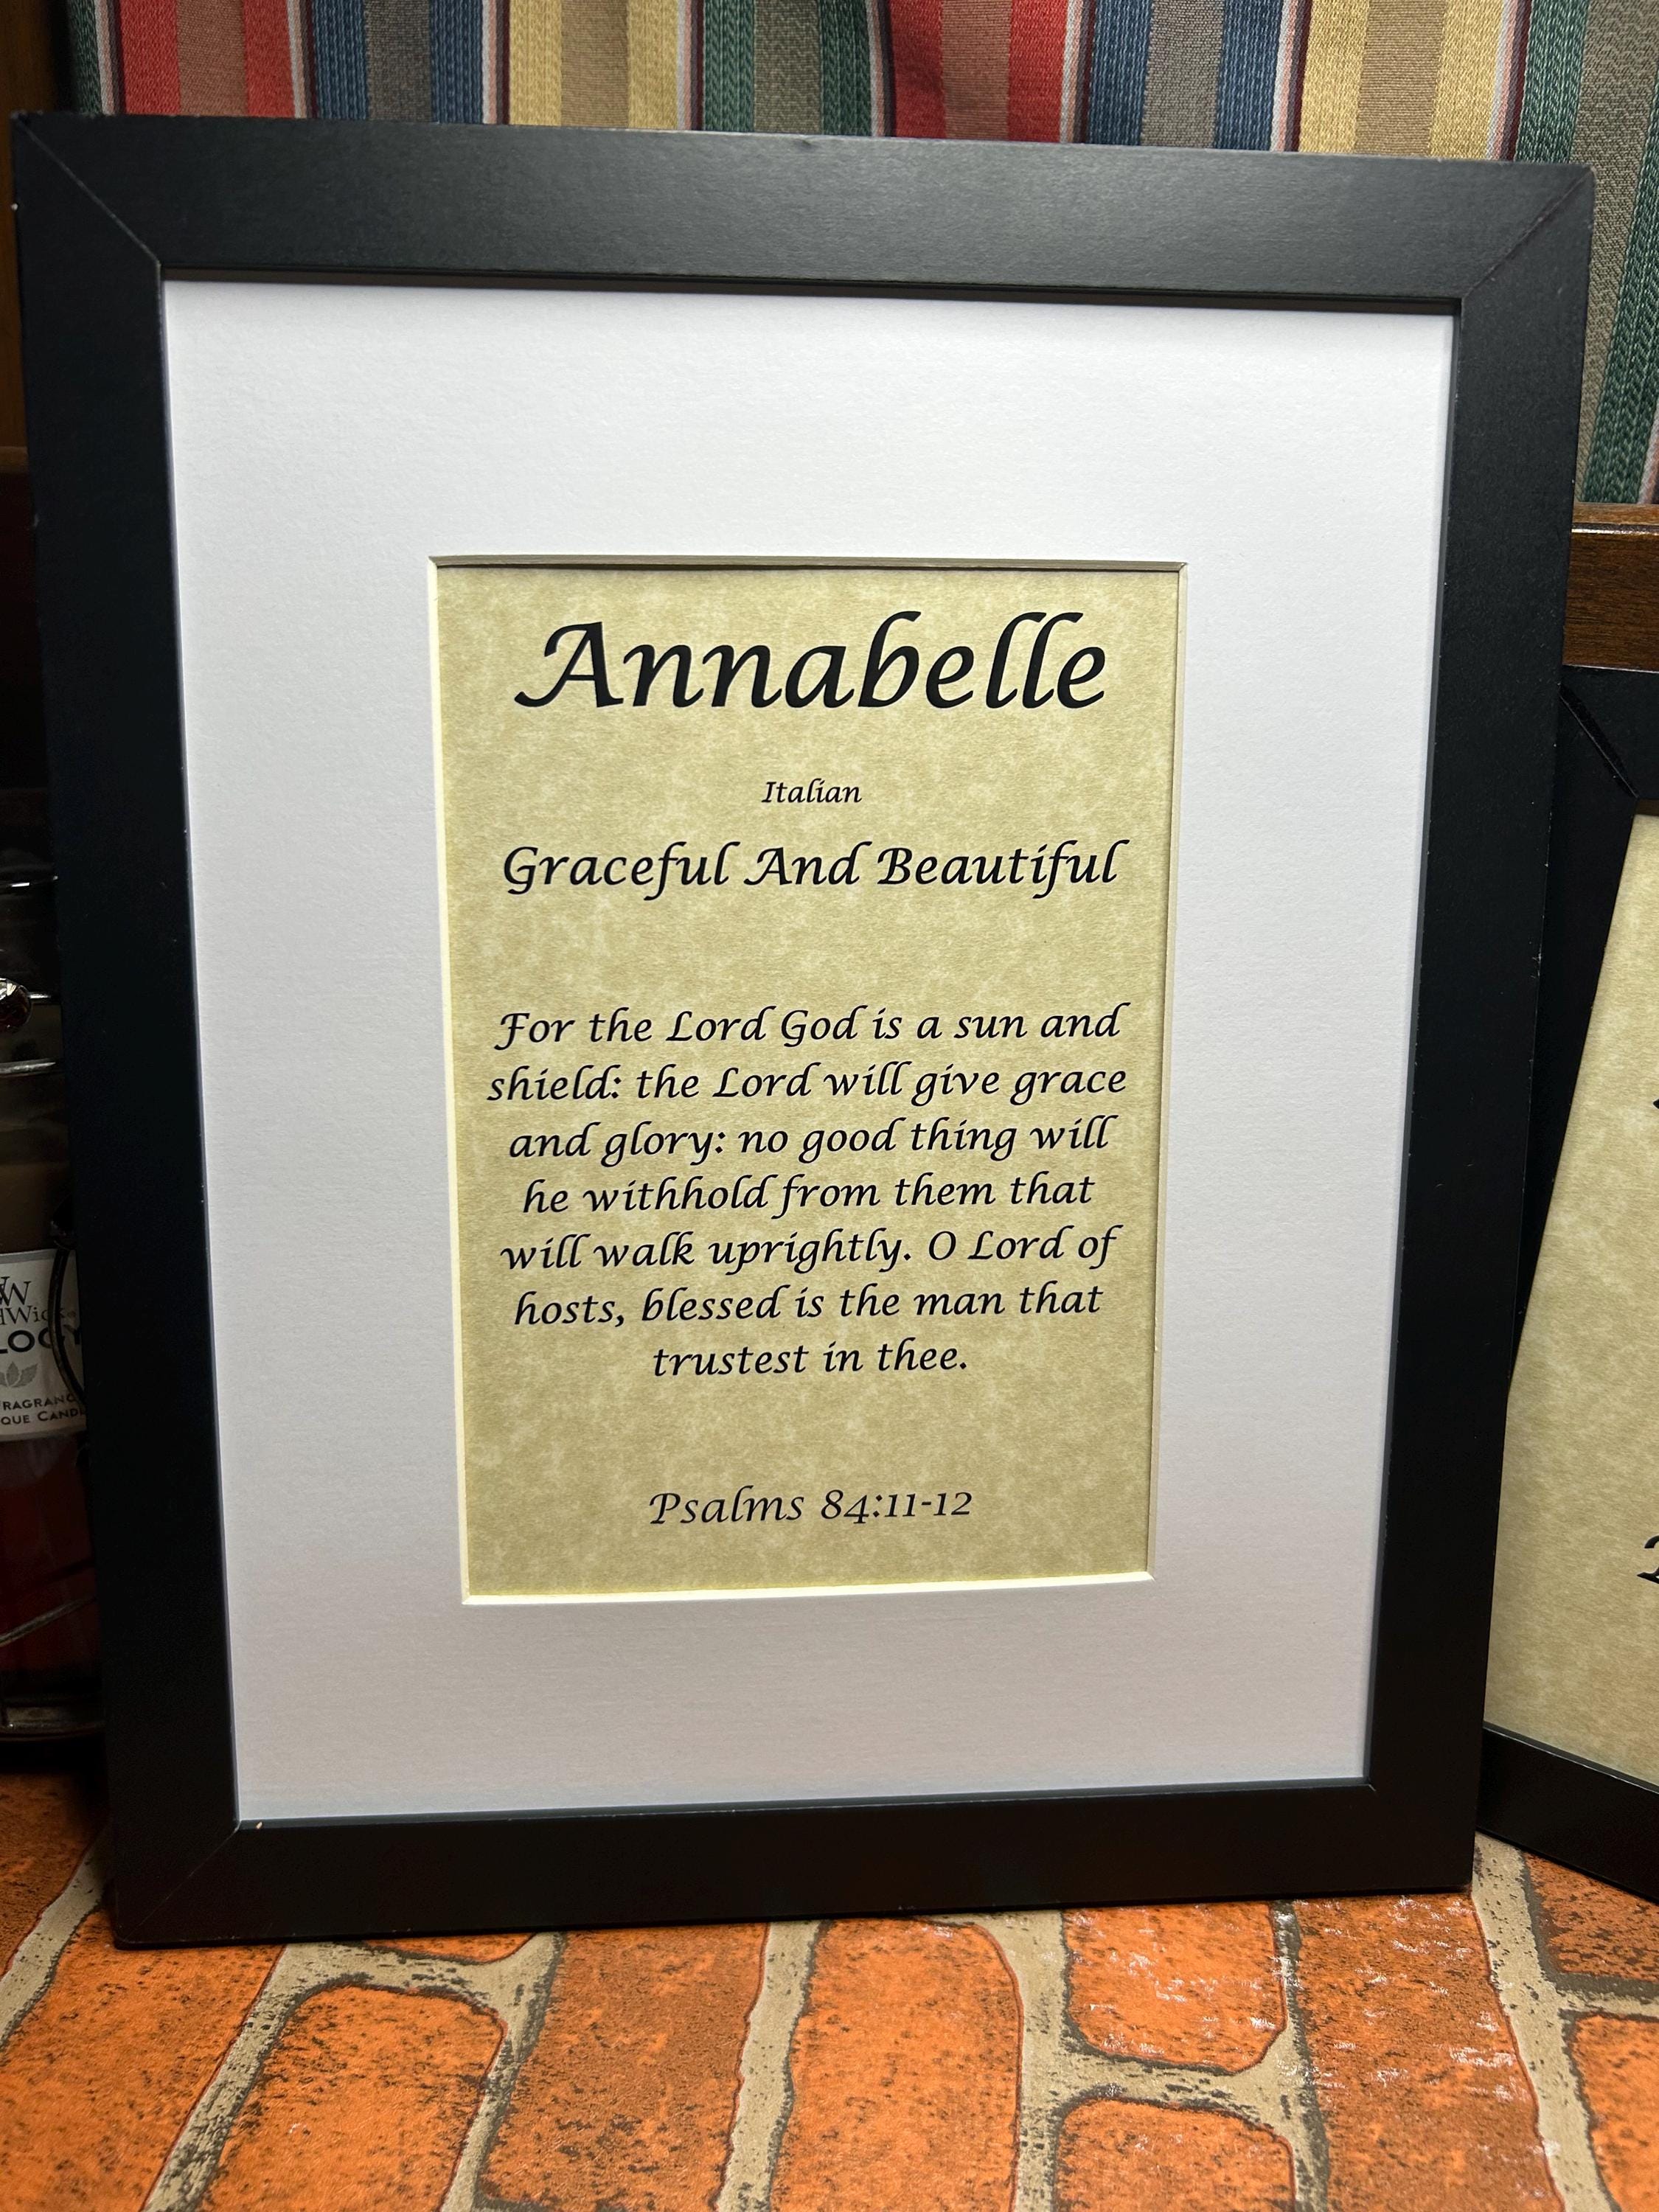 Annabelle
Italian
Graceful And Beautiful
For the Lord God is a sun and
shield: the Lord will give grace
and glory: no good thing will
he withhold from them that
will walk uprightly. O Lord of
hosts, blessed is the man that
trustest in thee.
Psalms 84:11-12